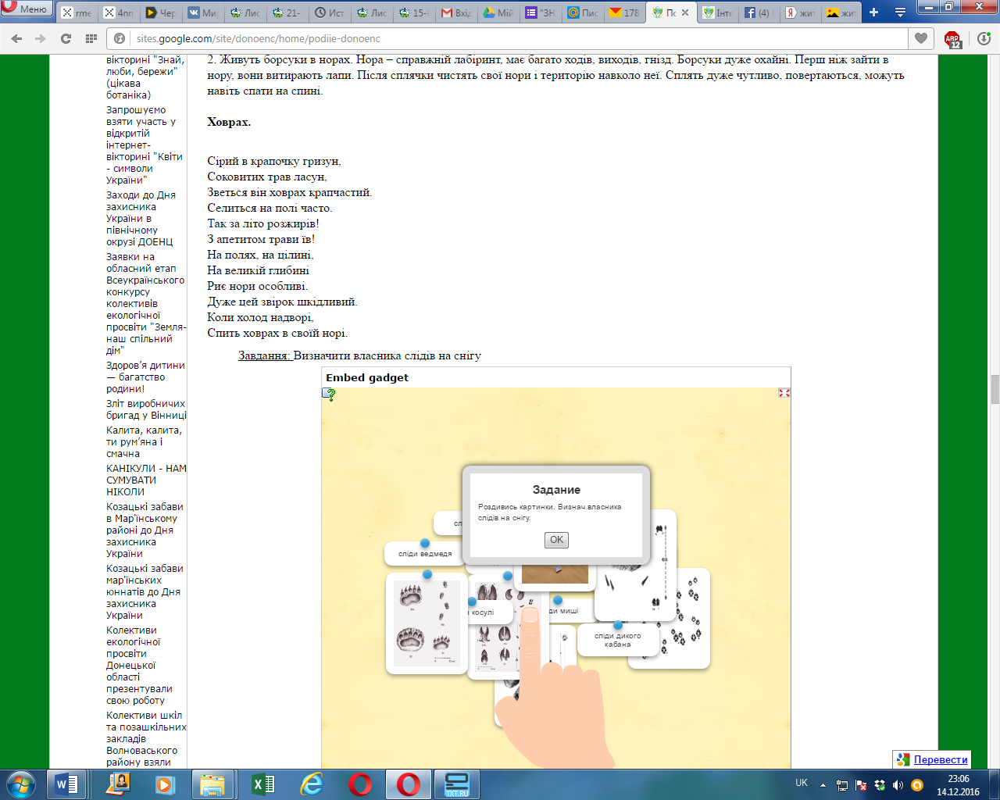 Меню
rme
4nn
Чер
Ми
Лис
21-
Ист
Лис
15-
Вхід
Мій
"ЗН
Пис
178
По
Інте
(4)
жит
жит
sites.google.com/site/donoenc/home/podiie-donoenc
12
вікторині "Знай,
люби, бережи"
(цікава
ботаніка)
Запрошуємо
взяти участь у
відкритій
інтернет-
вікторині "Квіти
- символи
України"
Заходи до Дня
захисника
України в
північному
окрузі ДОЕНЦ
Заявки на
обласний етап
Всеукраїнського
конкурсу
колективів
екологічної
просвіти "Земля-
наш спільний
дім"
Здоров’я дитини
— багатство
родини!
Зліт виробничих
бригад у Вінниці
Калита, калита,
ти рум’яна і
смачна
КАНІКУЛИ - НАМ
СУМУВАТИ
НІКОЛИ
Козацькі забави
в Мар’їнському
районі до Дня
захисника
України
Козацькі забави
мар’їнських
юннатів до Дня
захисника
України
Колективи
екологічної
просвіти
Донецької
області
презентували
свою роботу
Колективи шкіл
та позашкільних
закладів
Волноваського
району взяли
2. Живуть борсуки в норах. Нора – справжній лабіринт, має багато ходів, виходів, гнізд. Борсуки дуже охайні. Перш ніж зайти в
нору, вони витирають лапи. Після сплячки чистять свої нори і територію навколо неї. Сплять дуже чутливо, повертаються, можуть
навіть спати на спині.
Ховрах.
Сірий в крапочку гризун,
Соковитих трав ласун,
Зветься він ховрах крапчастий.
Селиться на полі часто.
Так за літо розжирів!
З апетитом трави їв!
На полях, на цілині,
На великій глибині
Риє нори особливі.
Дуже цей звірок шкідливий.
Коли холод надворі,
Спить ховрах в своїй норі.
Завдання: Визначити власника слідів на снігу
Embed gadget
Задание
Роздивись картинки. Визнач власника
слідів на снігу.
OK
сл
сліди ведмедя
косулі
ди миші
сліди дикого
кабана
Перевести
TXT.RU
UK
23:06
14.12.2016